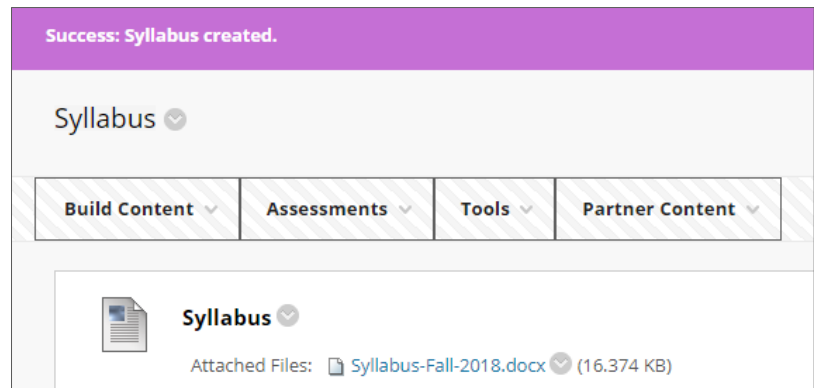 Success: Syllabus created.
Syllabus
Build Content Assessments Tools Partner Content
Syllabus
Attached Files: Syllabus-Fall-2018.docx (16.374 KB)